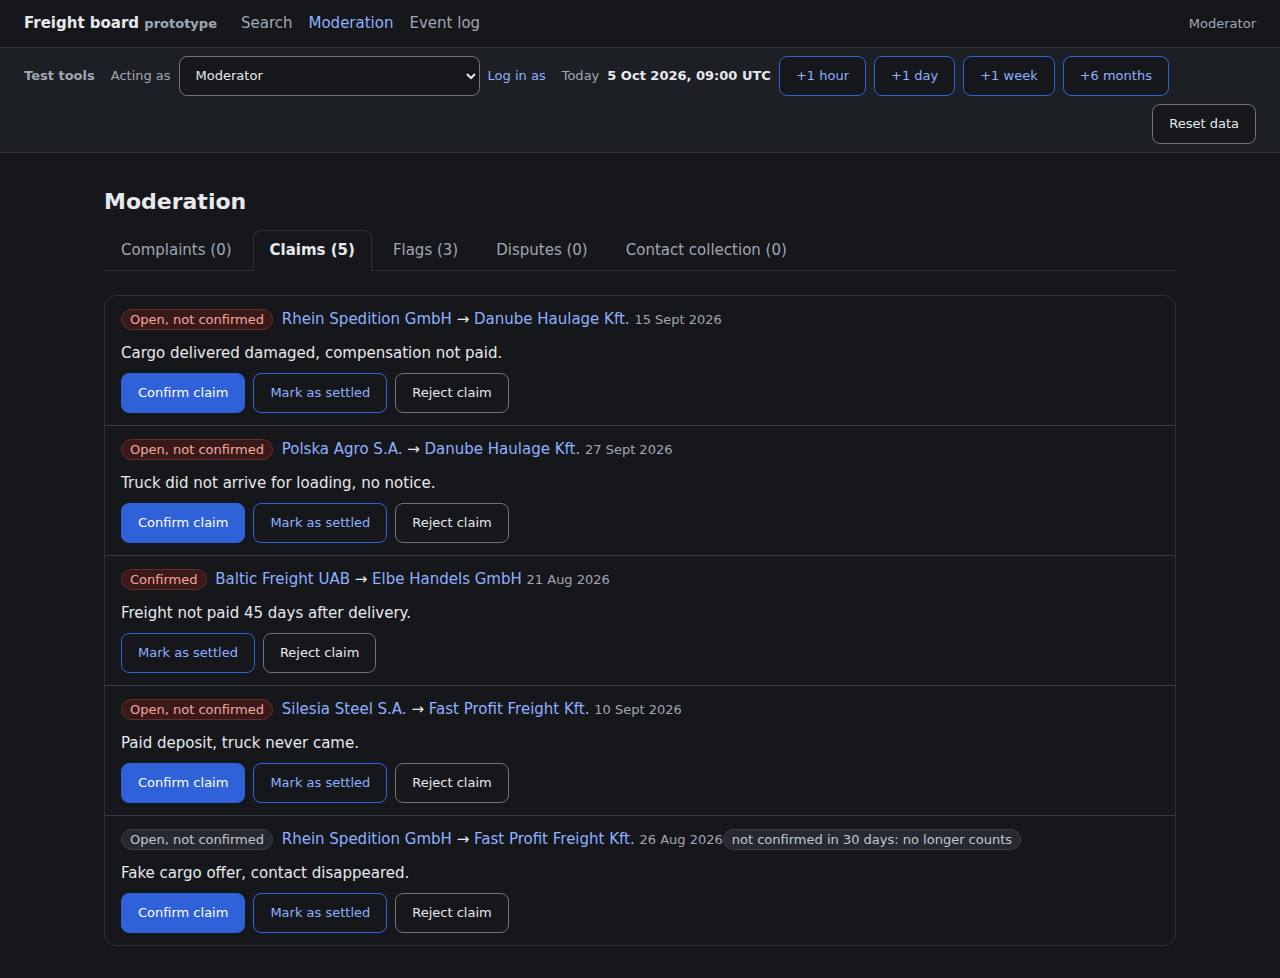 Freight board prototype Search Moderation Event log Moderator
Test tools Acting as Moderator Log in as Today 5 Oct 2026, 09:00 UTC +1 hour +1 day +1 week +6 months
Reset data
Moderation
Complaints (0) Claims (5) Flags (3) Disputes (0) Contact collection (0)
Open, not confirmed Rhein Spedition GmbH → Danube Haulage Kft. 15 Sept 2026
Cargo delivered damaged, compensation not paid.
Confirm claim Mark as settled Reject claim
Open, not confirmed Polska Agro S.A. → Danube Haulage Kft. 27 Sept 2026
Truck did not arrive for loading, no notice.
Confirm claim Mark as settled Reject claim
Confirmed Baltic Freight UAB → Elbe Handels GmbH 21 Aug 2026
Freight not paid 45 days after delivery.
Mark as settled Reject claim
Open, not confirmed Silesia Steel S.A. → Fast Profit Freight Kft. 10 Sept 2026
Paid deposit, truck never came.
Confirm claim Mark as settled Reject claim
Open, not confirmed Rhein Spedition GmbH → Fast Profit Freight Kft. 26 Aug 2026 not confirmed in 30 days: no longer counts
Fake cargo offer, contact disappeared.
Confirm claim Mark as settled Reject claim